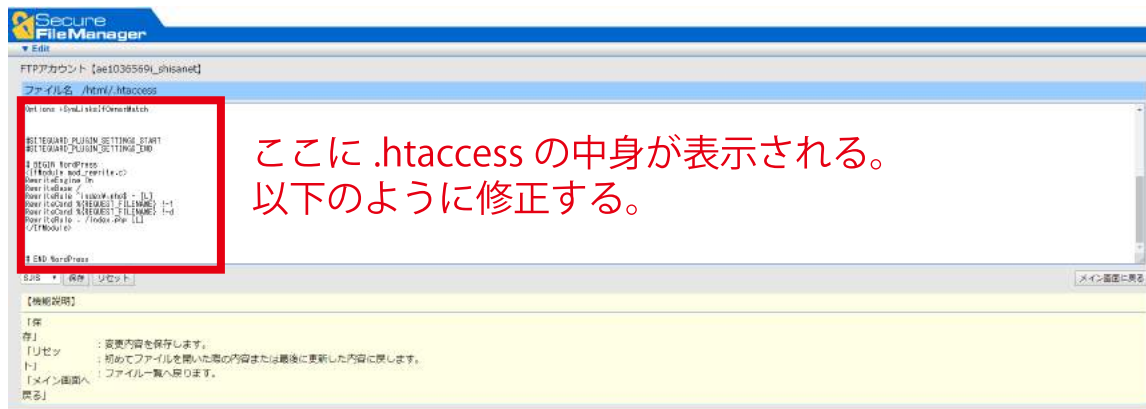 Secure
FileManager
▼ Edit
FTPアカウント【ae1036569i_shisanet】
ファイル名 /html/.htaccess
Options +SymLinksIfOwnerMatch
#SITEGUARD_PLUGIN_SETTINGS_START
#SITEGUARD_PLUGIN_SETTINGS_END
# BEGIN WordPress
<IfModule mod_rewrite.c>
RewriteEngine On
RewriteBase /
RewriteRule ^index¥.php$ - [L]
RewriteCond %{REQUEST_FILENAME} !-f
RewriteCond %{REQUEST_FILENAME} !-d
RewriteRule . /index.php [L]
</IfModule>
# END WordPress
ここに .htaccess の中身が表示される。
以下のように修正する。
SJIS 保存 リセット
メイン画面に戻る
【機能説明】
「保
存」
：変更内容を保存します。
「リセッ
ト」
：初めてファイルを開いた際の内容または最後に更新した内容に戻します。
「メイン画面へ
戻る」
：ファイル一覧へ戻ります。